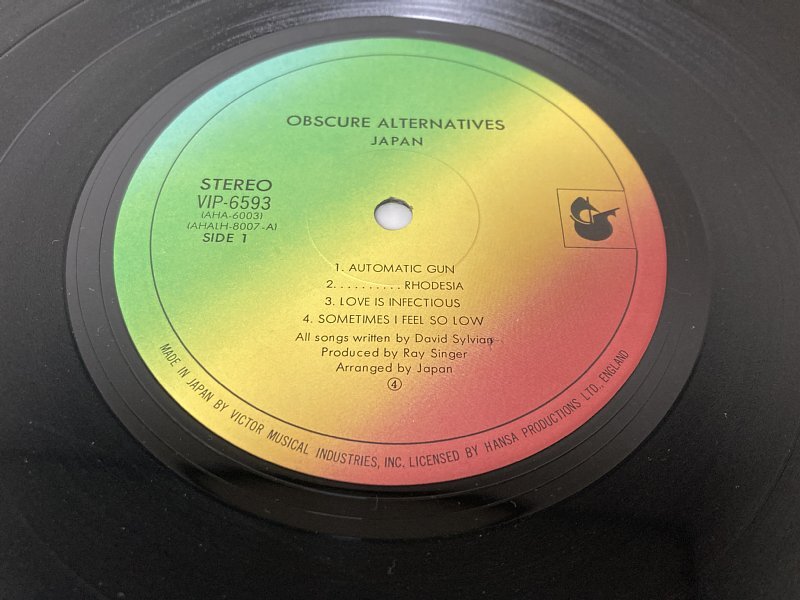 OBSCURE ALTERNATIVES
JAPAN
STEREO
VIP-6593
(AHA-6003)
(AHALH-8007-A)
SIDE 1
1. AUTOMATIC GUN
2. . . . . . . . . . RHODESIA
3. LOVE IS INFECTIOUS
4. SOMETIMES I FEEL SO LOW
All songs written by David Sylvian
Produced by Ray Singer
Arranged by Japan
④
MADE IN JAPAN BY VICTOR MUSICAL INDUSTRIES, INC. LICENSED BY HANSA PRODUCTIONS LTD., ENGLAND